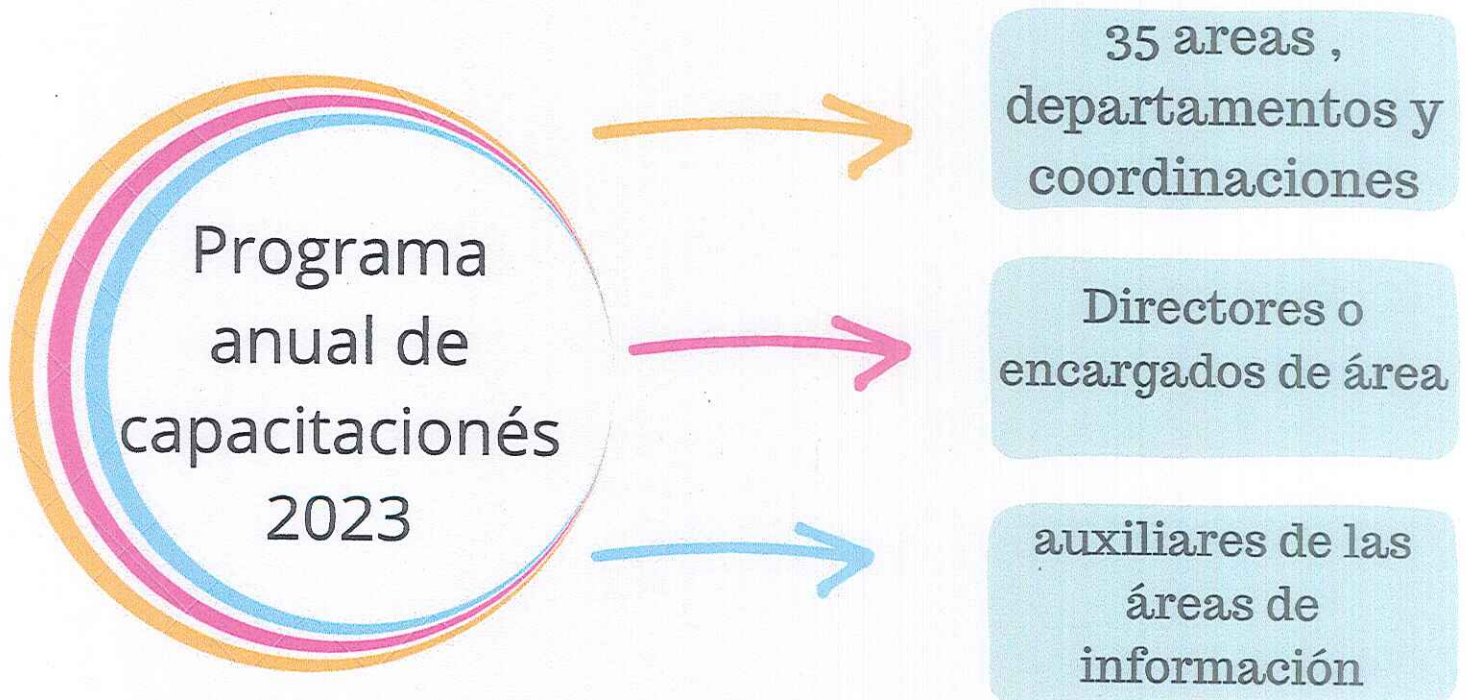 Programa
anual de
capacitacionés
2023
35 areas ,
departamentos y
coordinaciones
Directores o
encargados de área
auxiliares de las
áreas de
información